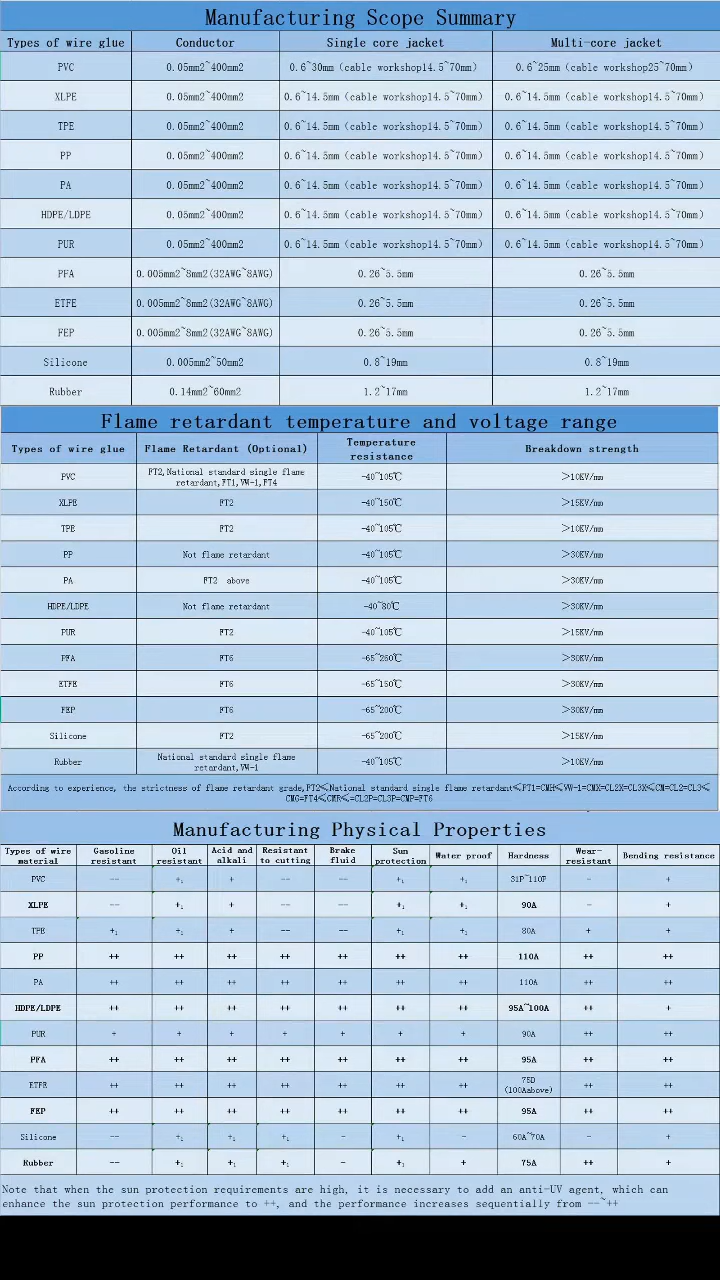 Manufacturing Scope Summary
Types of wire glue Conductor Single core jacket Multi-core jacket
PVC 0.05mm2~400mm2 0.6~30mm（cable workshop14.5~70mm） 0.6~25mm（cable workshop25~70mm）
XLPE 0.05mm2~400mm2 0.6~14.5mm（cable workshop14.5~70mm） 0.6~14.5mm（cable workshop14.5~70mm）
TPE 0.05mm2~400mm2 0.6~14.5mm（cable workshop14.5~70mm） 0.6~14.5mm（cable workshop14.5~70mm）
PP 0.05mm2~400mm2 0.6~14.5mm（cable workshop14.5~70mm） 0.6~14.5mm（cable workshop14.5~70mm）
PA 0.05mm2~400mm2 0.6~14.5mm（cable workshop14.5~70mm） 0.6~14.5mm（cable workshop14.5~70mm）
HDPE/LDPE 0.05mm2~400mm2 0.6~14.5mm（cable workshop14.5~70mm） 0.6~14.5mm（cable workshop14.5~70mm）
PUR 0.05mm2~400mm2 0.6~14.5mm（cable workshop14.5~70mm） 0.6~14.5mm（cable workshop14.5~70mm）
PFA 0.005mm2~8mm2(32AWG~8AWG) 0.26~5.5mm 0.26~5.5mm
ETFE 0.005mm2~8mm2(32AWG~8AWG) 0.26~5.5mm 0.26~5.5mm
FEP 0.005mm2~8mm2(32AWG~8AWG) 0.26~5.5mm 0.26~5.5mm
Silicone 0.005mm2~50mm2 0.8~19mm 0.8~19mm
Rubber 0.14mm2~60mm2 1.2~17mm 1.2~17mm
Flame retardant temperature and voltage range
Types of wire glue Flame Retardant (Optional) Temperature resistance Breakdown strength
PVC FT2,National standard single flame retardant,FT1,VW-1,FT4 -40~105℃ ＞10KV/mm
XLPE FT2 -40~150℃ ＞15KV/mm
TPE FT2 -40~105℃ ＞10KV/mm
PP Not flame retardant -40~105℃ ＞30KV/mm
PA FT2 above -40~105℃ ＞30KV/mm
HDPE/LDPE Not flame retardant -40~80℃ ＞30KV/mm
PUR FT2 -40~105℃ ＞15KV/mm
PFA FT6 -65~260℃ ＞30KV/mm
ETFE FT6 -65~150℃ ＞30KV/mm
FEP FT6 -65~200℃ ＞30KV/mm
Silicone FT2 -65~200℃ ＞15KV/mm
Rubber National standard single flame retardant,VW-1 -40~105℃ ＞10KV/mm
According to experience, the strictness of flame retardant grade,FT2≤National standard single flame retardant≤FT1=CMH≤VW-1=CMX=CL2X=CL3X≤CM=CL2=CL3≤
CMG=FT4≤CMR≤=CL2P=CL3P=CMP=FT6
Manufacturing Physical Properties
Types of wire material Gasoline resistant Oil resistant Acid and alkali Resistant to cutting Brake fluid Sun protection Water proof Hardness Wear-resistant Bending resistance
PVC -- +₁ + -- -- +₁ +₁ 31P~110P - +
XLPE -- +₁ + -- -- +₁ +₁ 90A - +
TPE +₁ +₁ + -- -- +₁ +₁ 80A + +
PP ++ ++ ++ ++ ++ ++ ++ 110A ++ ++
PA ++ ++ ++ ++ ++ ++ ++ 110A ++ ++
HDPE/LDPE ++ ++ ++ ++ ++ ++ ++ 95A~100A ++ +
PUR + + + + + + + 90A ++ ++
PFA ++ ++ ++ ++ ++ ++ ++ 95A ++ ++
ETFE ++ ++ ++ ++ ++ ++ ++ 75D (100Aabove) ++ ++
FEP ++ ++ ++ ++ ++ ++ ++ 95A ++ ++
Silicone -- +₁ +₁ +₁ - +₁ - 60A~70A - +
Rubber -- +₁ +₁ +₁ - +₁ + 75A ++ +
Note that when the sun protection requirements are high, it is necessary to add an anti-UV agent, which can
enhance the sun protection performance to ++, and the performance increases sequentially from --~++